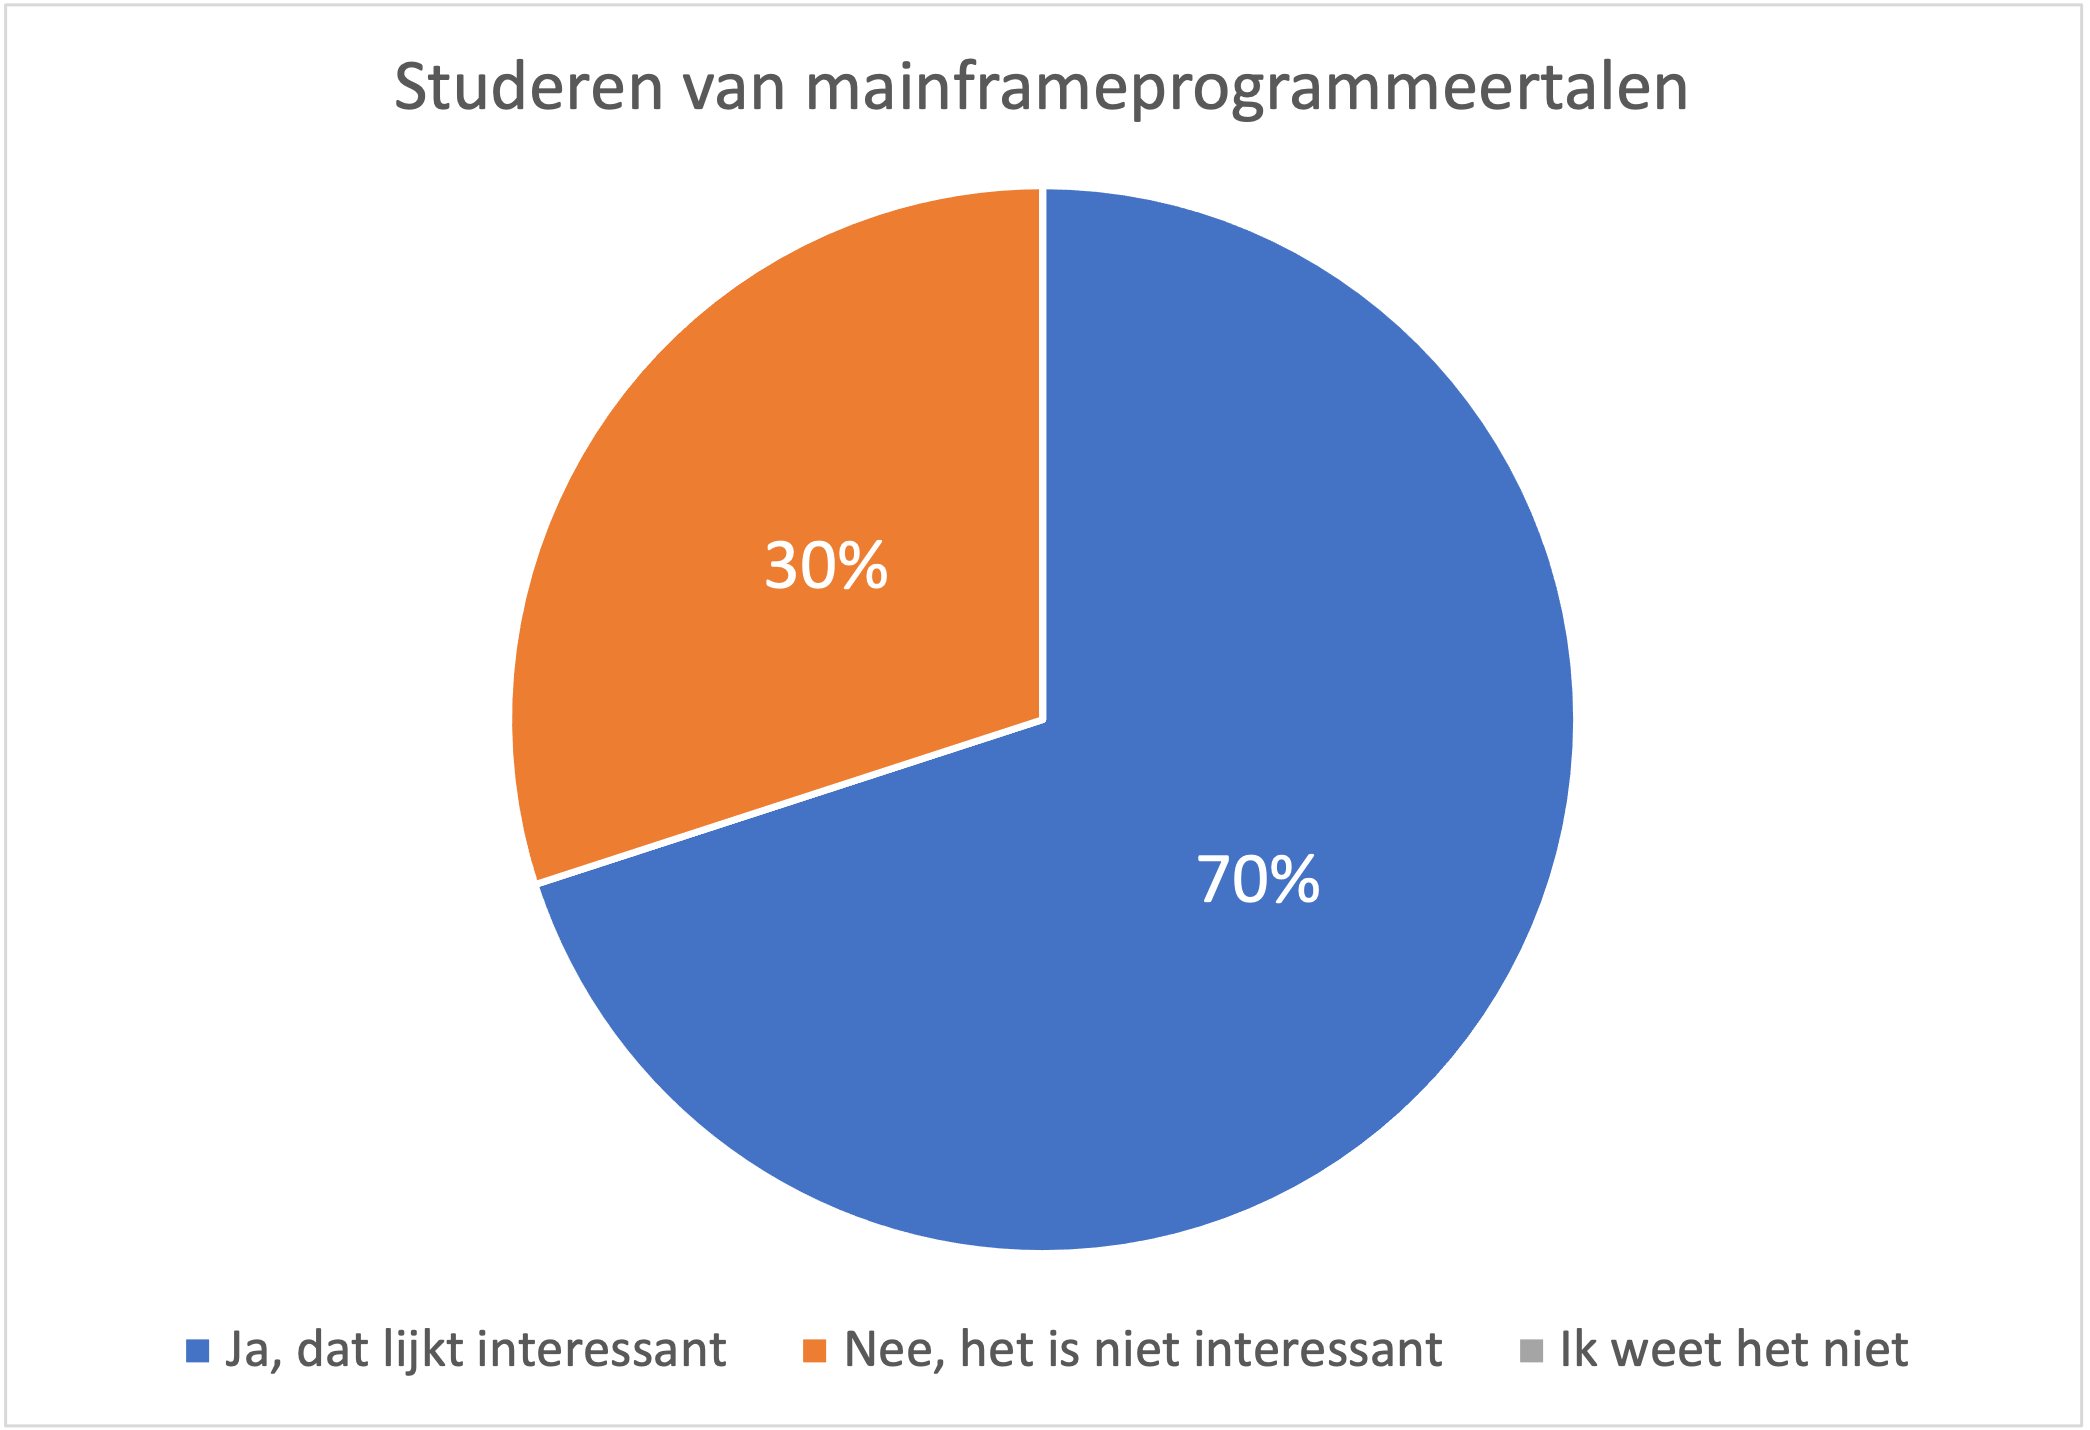 Studeren van mainframeprogrammeertalen
30%
70%
Ja, dat lijkt interessant
Nee, het is niet interessant
Ik weet het niet